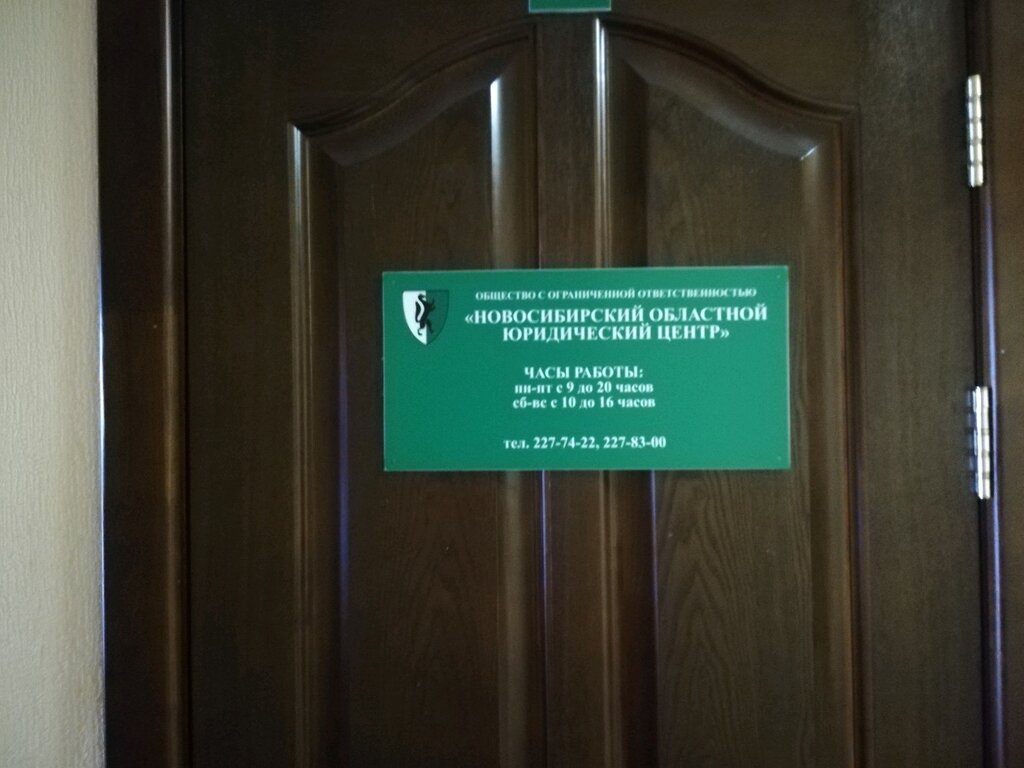 ОБЩЕСТВО С ОГРАНИЧЕННОЙ ОТВЕТСТВЕННОСТЬЮ
«НОВОСИБИРСКИЙ ОБЛАСТНОЙ
ЮРИДИЧЕСКИЙ ЦЕНТР»
ЧАСЫ РАБОТЫ:
пн-пт с 9 до 20 часов
сб-вс с 10 до 16 часов
тел. 227-74-22, 227-83-00